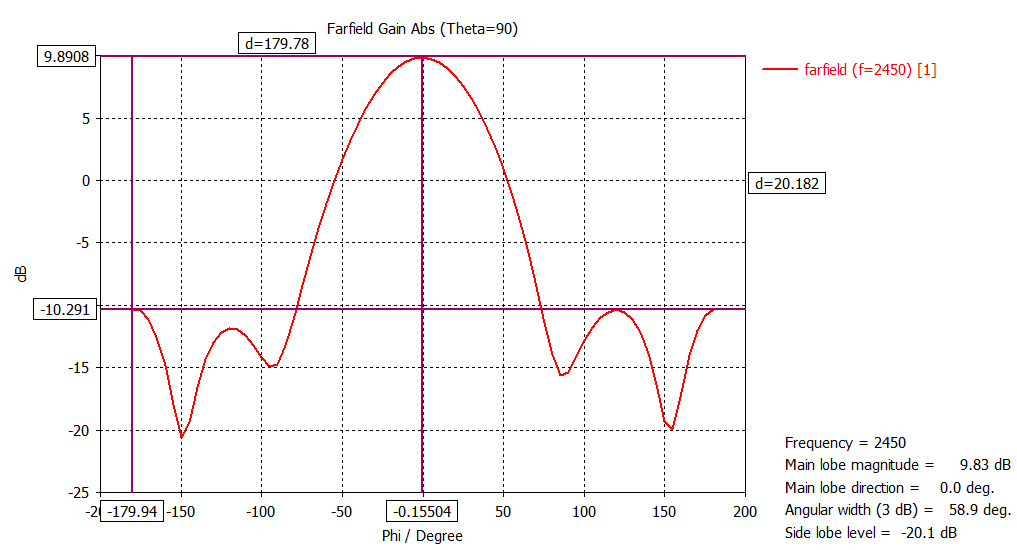 Farfield Gain Abs (Theta=90)
d=179.78
9.8908
farfield (f=2450) [1]
5
0
d=20.182
-5
dB
-10.291
-15
-20
-25
-179.94
-150
-100
-50
-0.15504
50
100
150
200
Phi / Degree
Frequency = 2450
Main lobe magnitude = 9.83 dB
Main lobe direction = 0.0 deg.
Angular width (3 dB) = 58.9 deg.
Side lobe level = -20.1 dB